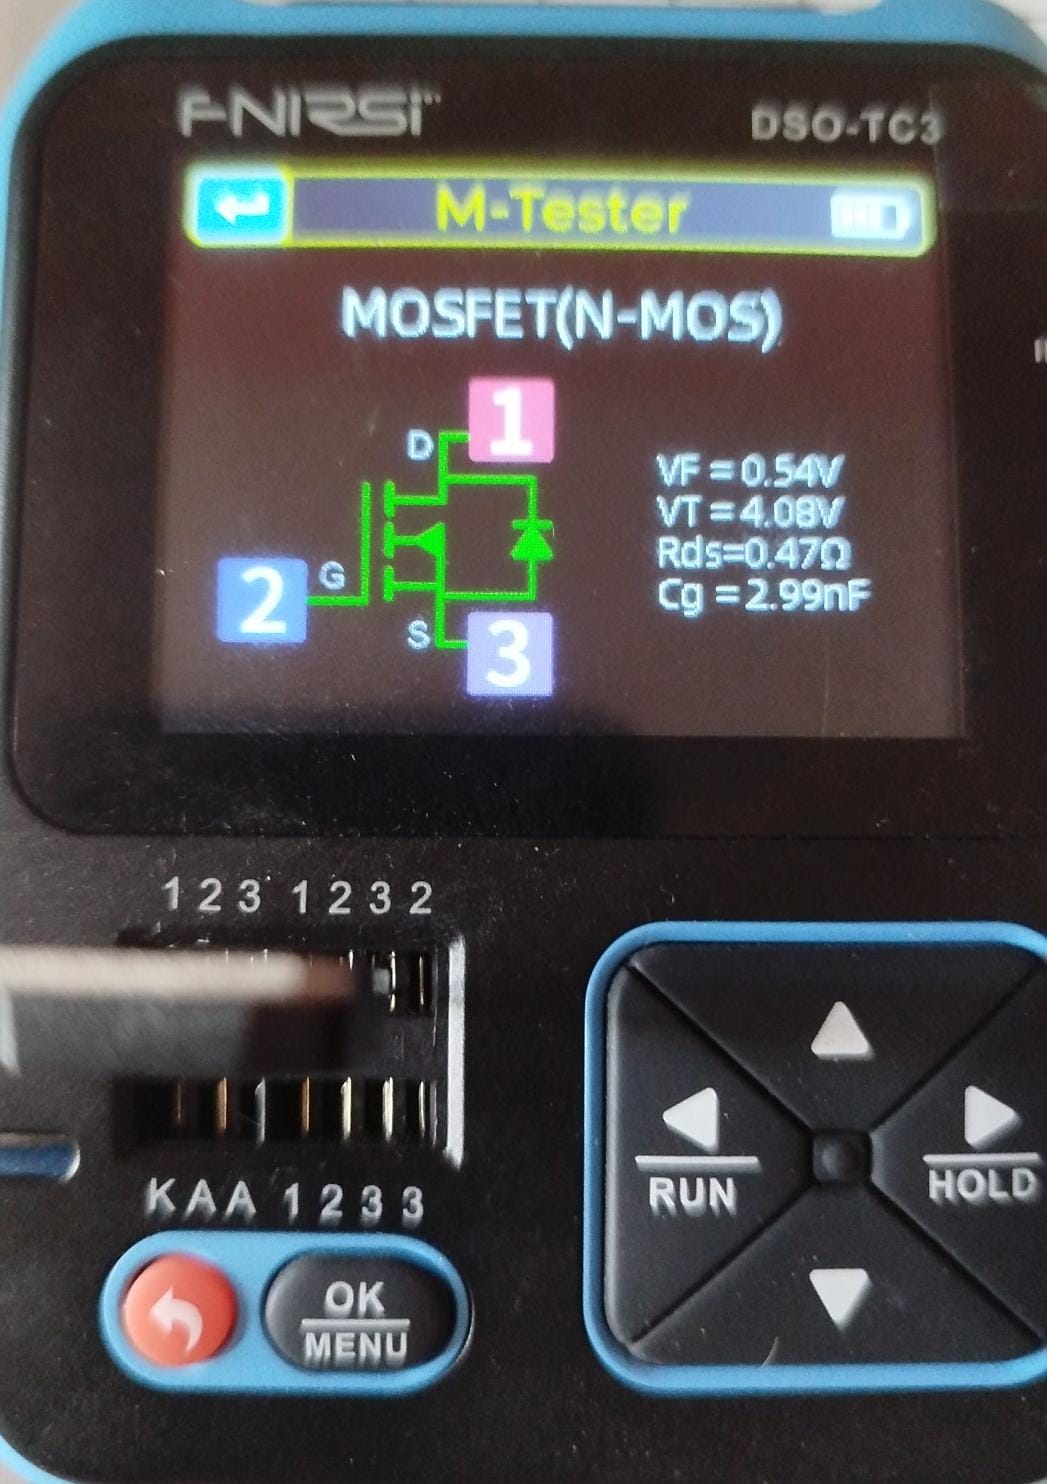 FNIRSI
DSO-TC3
M-Tester
MOSFET(N-MOS)
1
D
VF =0.54V
VT =4.08V
Rds=0.47Ω
Cg =2.99nF
G
2
S
3
1 2 3 1 2 3 2
K A A 1 2 3 3
RUN
HOLD
OK
MENU